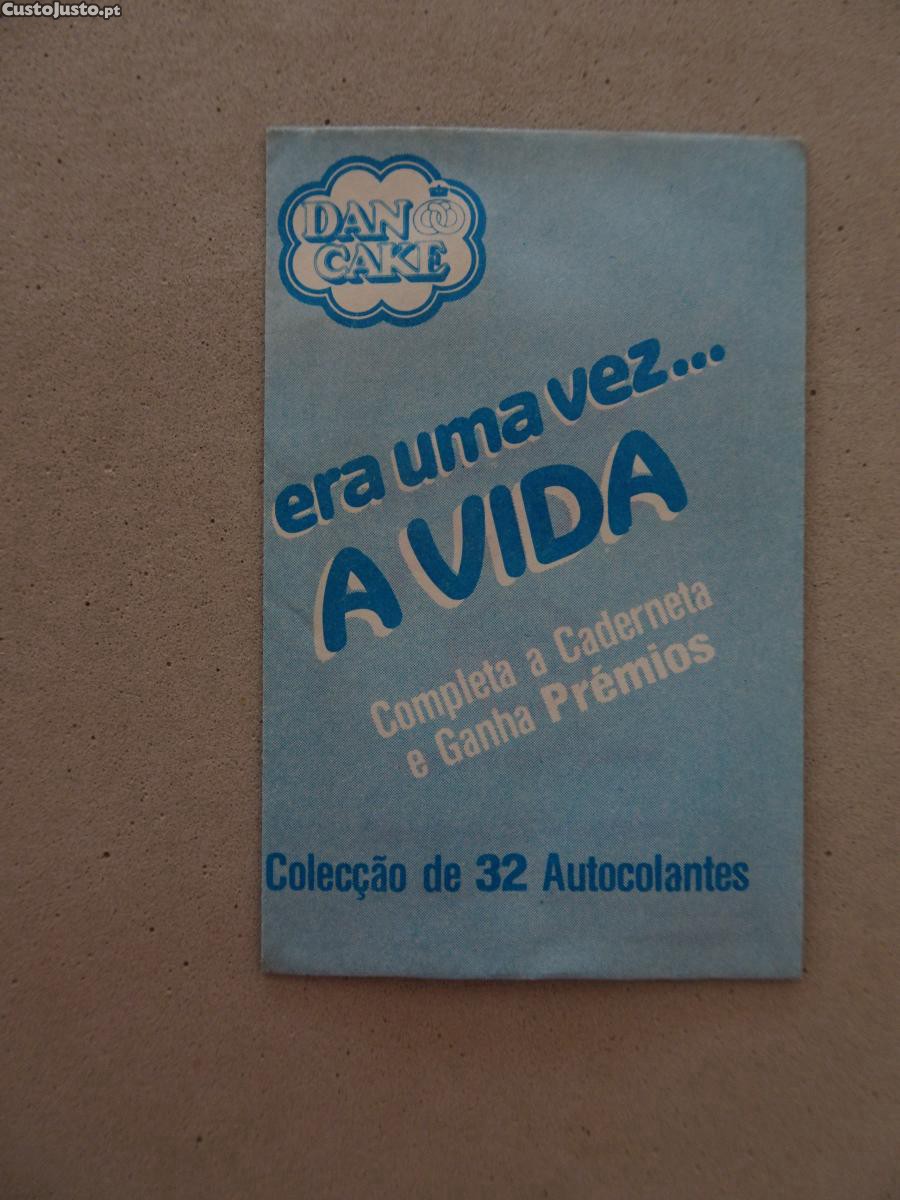 CustoJusto.pt
DAN
CAKE
era uma vez...
A VIDA
Completa a Caderneta
e Ganha Prémios
Colecção de 32 Autocolantes